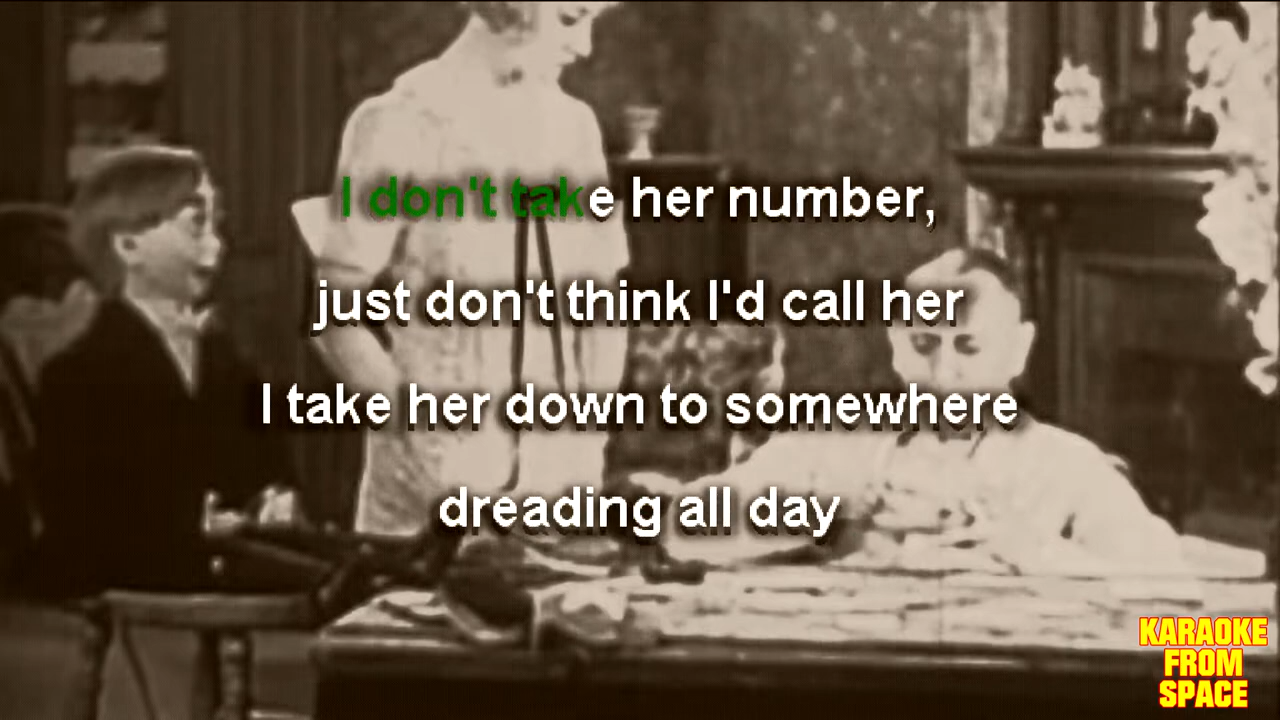 I don't take her number,
just don't think I'd call her
I take her down to somewhere
dreading all day
KARAOKE
FROM
SPACE